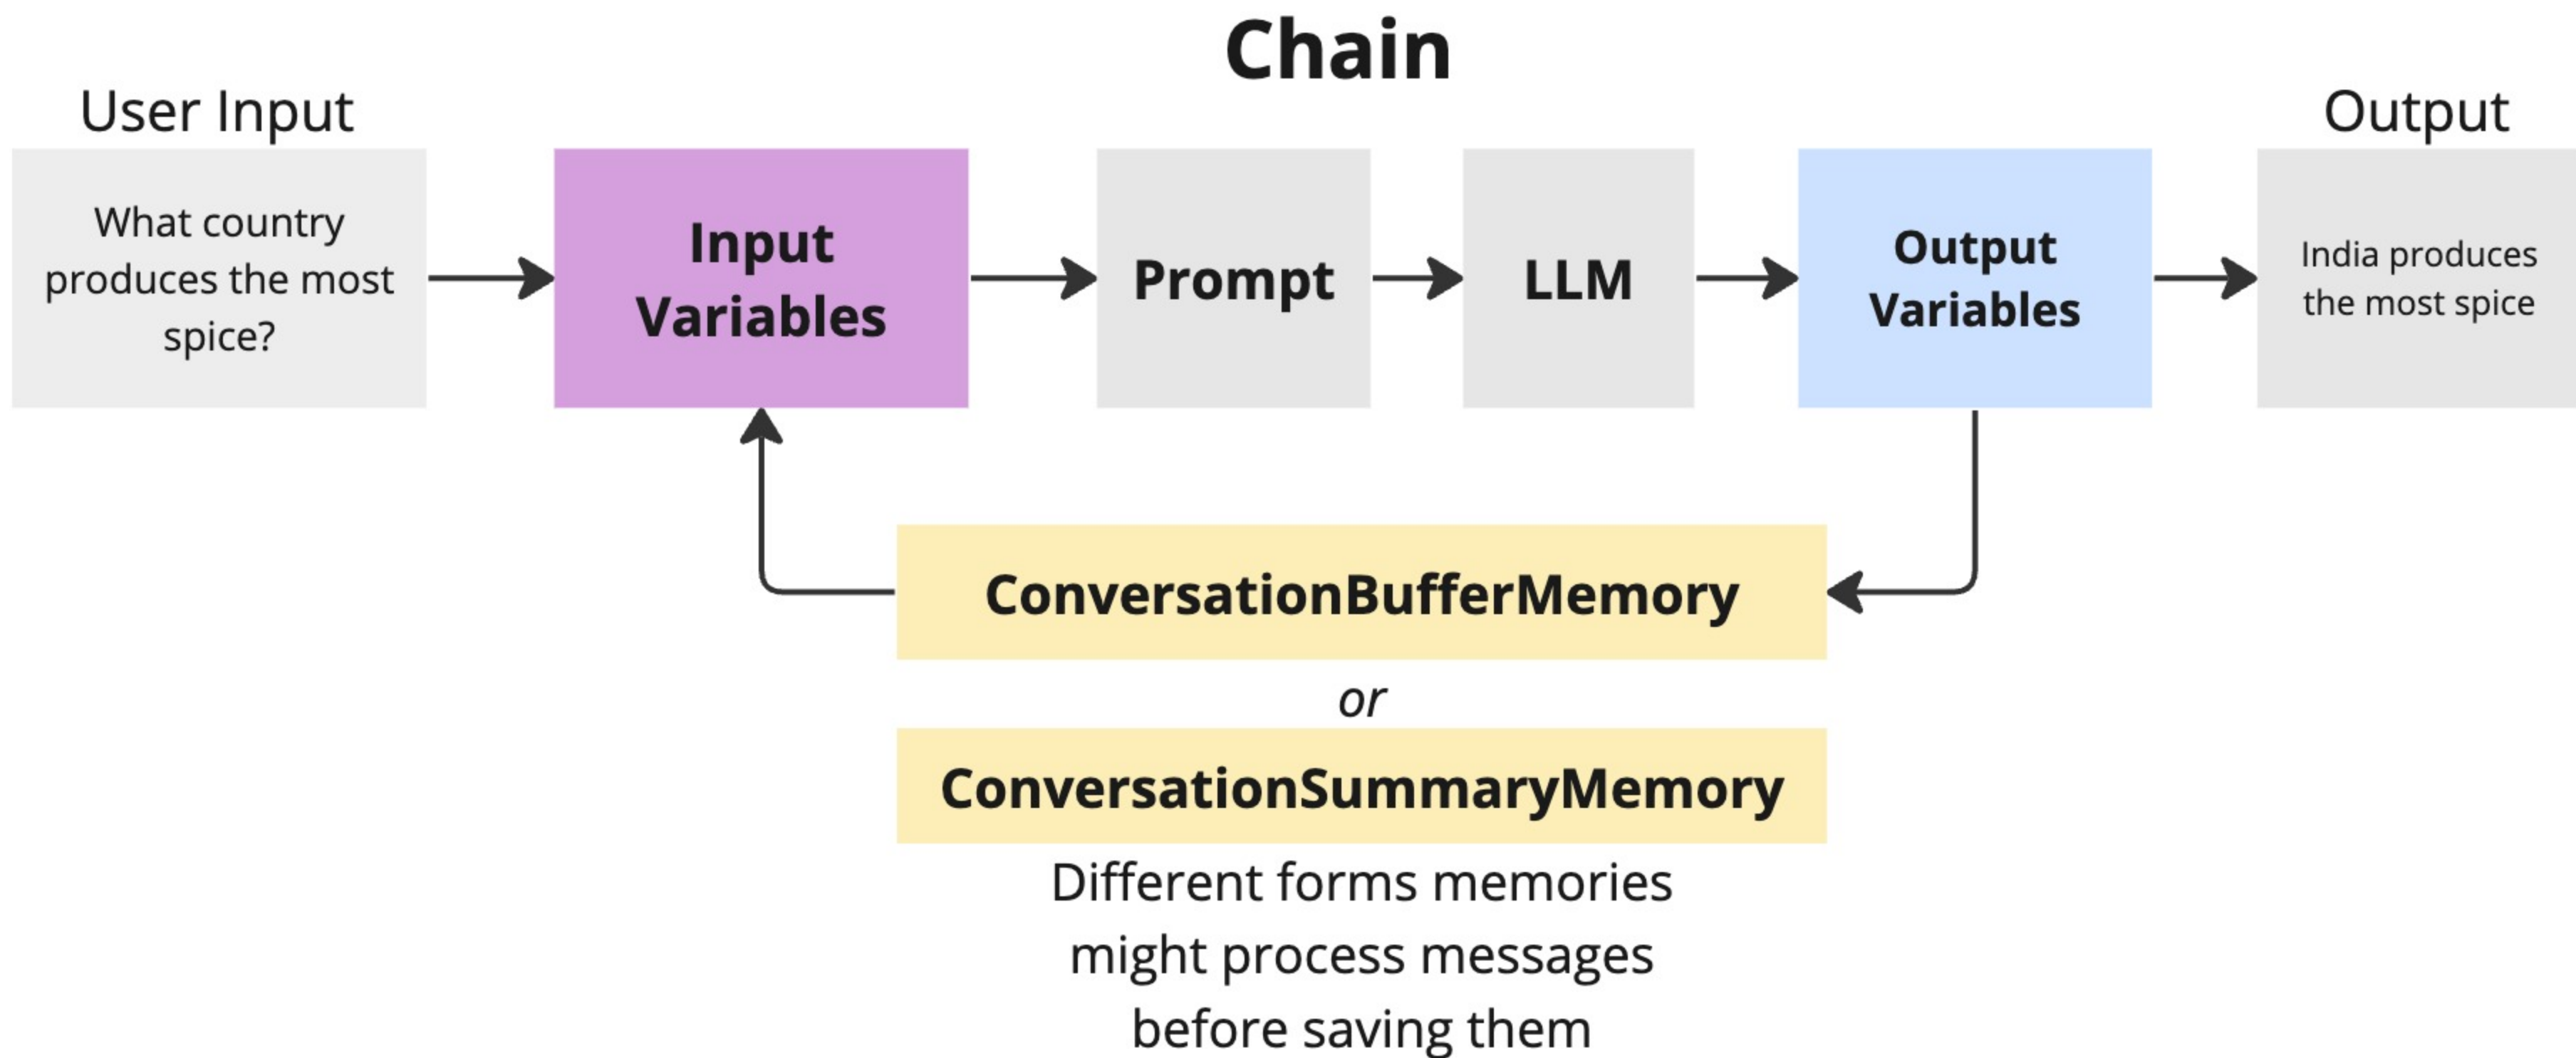 Chain
User Input
Output
What country
produces the most
spice?
Input
Variables
Prompt
LLM
Output
Variables
India produces
the most spice
ConversationBufferMemory
or
ConversationSummaryMemory
Different forms memories
might process messages
before saving them